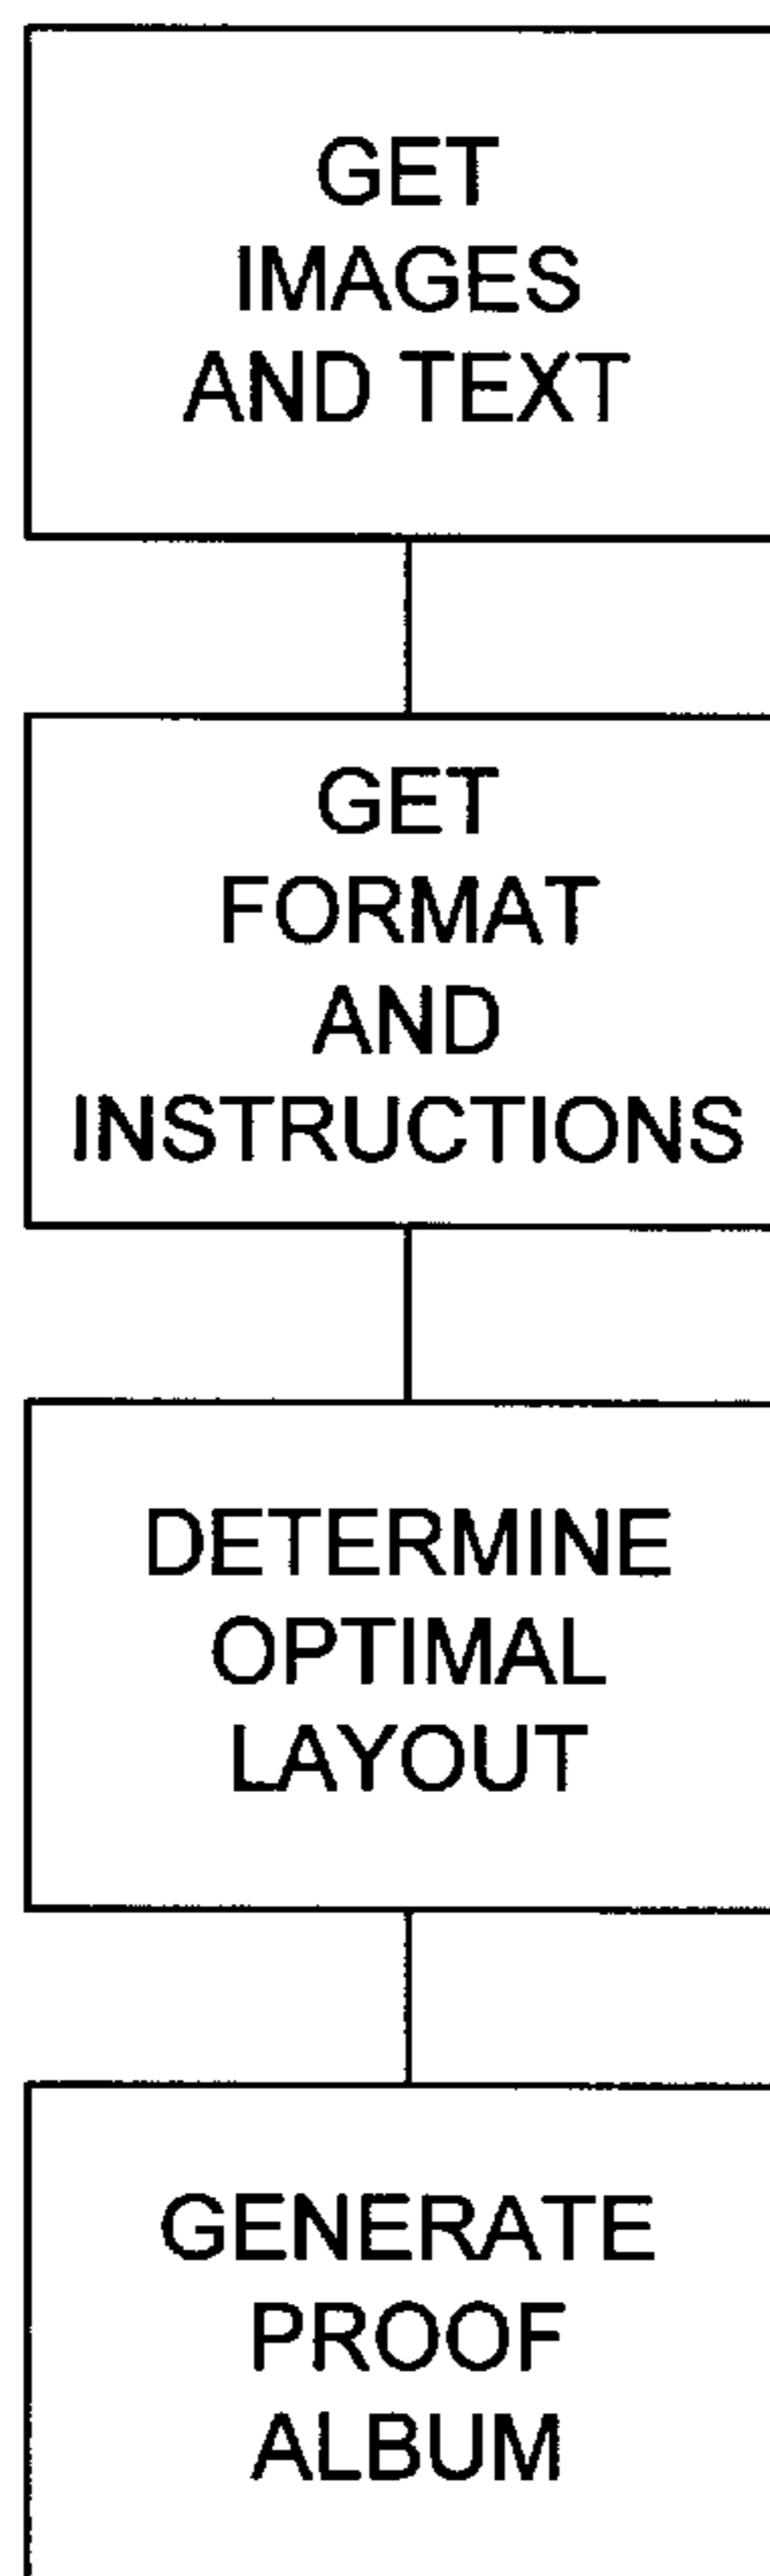 GET
IMAGES
AND TEXT
GET
FORMAT
AND
INSTRUCTIONS
DETERMINE
OPTIMAL
LAYOUT
GENERATE
PROOF
ALBUM